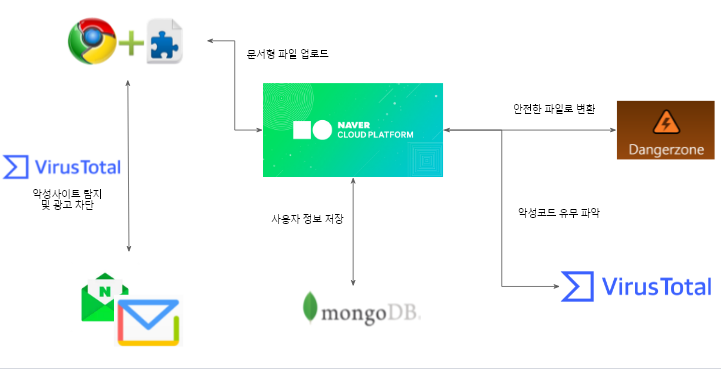 문서형 파일 업로드
NAVER
CLOUD PLATFORM
안전한 파일로 변환
Dangerzone
VirusTotal
악성사이트 탐지
및 광고 차단
사용자 정보 저장
악성코드 유무 파악
N
mongoDB.
VirusTotal